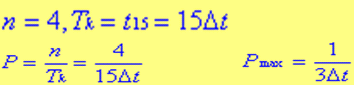 n = 4, Tk = t15 = 15Δt
P = n/Tk = 4/15Δt    Pmax = 1/3Δt